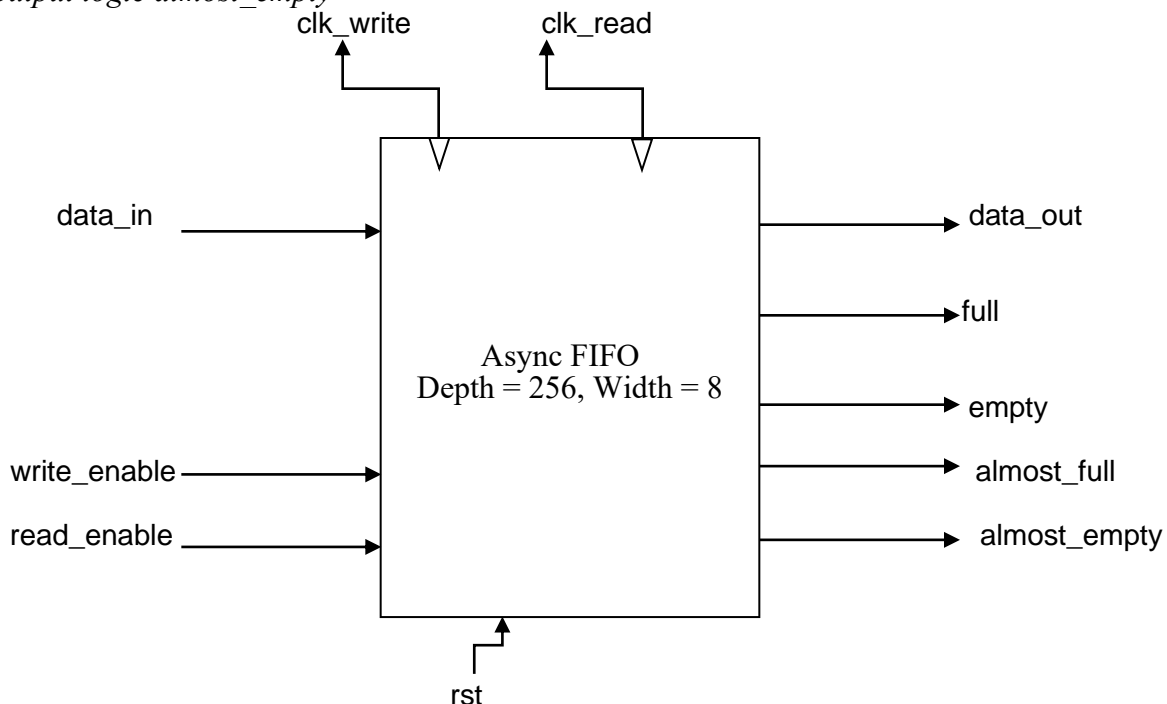 output logic almost_empty
clk_write
clk_read
data_in
data_out
full
Async FIFO
Depth = 256, Width = 8
empty
write_enable
almost_full
read_enable
almost_empty
rst